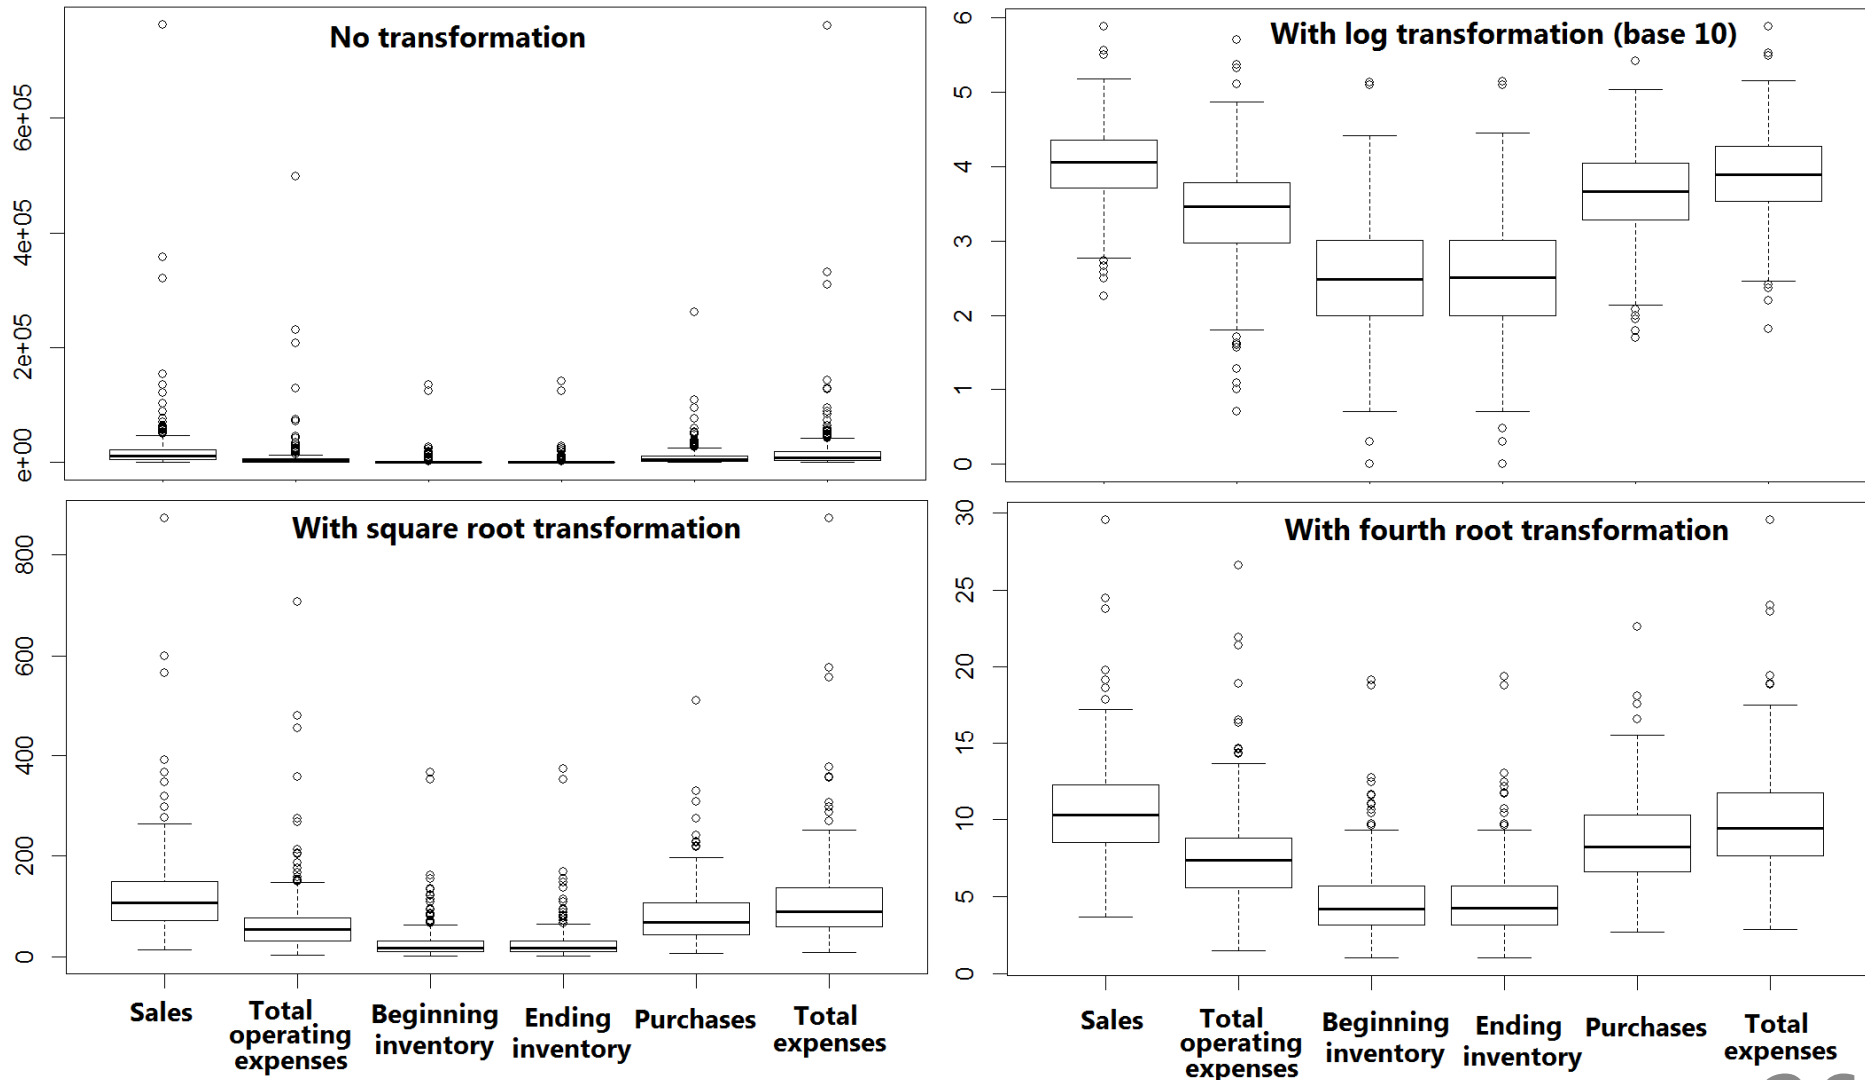 No transformation
6e+05
4e+05
2e+05
e+00
With log transformation (base 10)
6
5
4
3
2
1
0
With square root transformation
800
600
400
200
0
Sales
Total
operating
expenses
Beginning
inventory
Ending
inventory
Purchases
Total
expenses
With fourth root transformation
30
25
20
15
10
5
0
Sales
Total
operating
expenses
Beginning
inventory
Ending
inventory
Purchases
Total
expenses